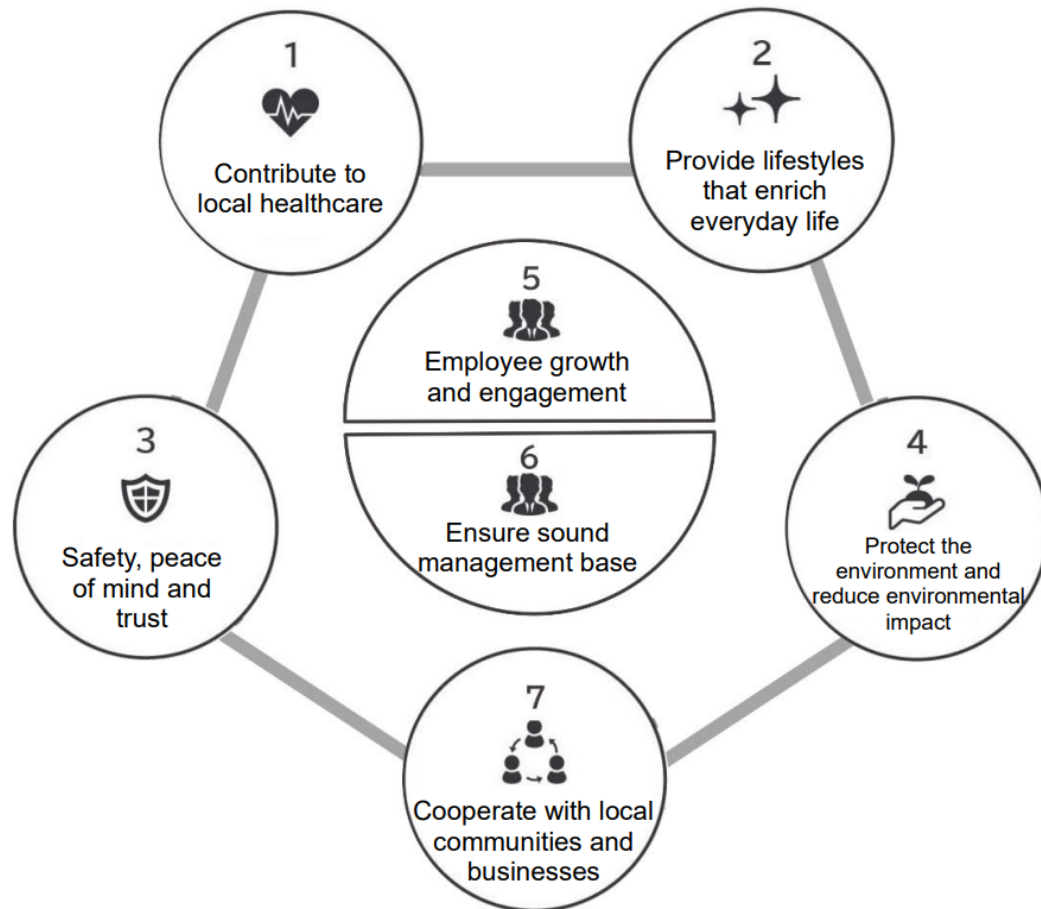 1
Contribute to
local healthcare
2
Provide lifestyles
that enrich
everyday life
3
Safety, peace
of mind and
trust
4
Protect the
environment and
reduce environmental
impact
5
Employee growth
and engagement
6
Ensure sound
management base
7
Cooperate with local
communities and
businesses